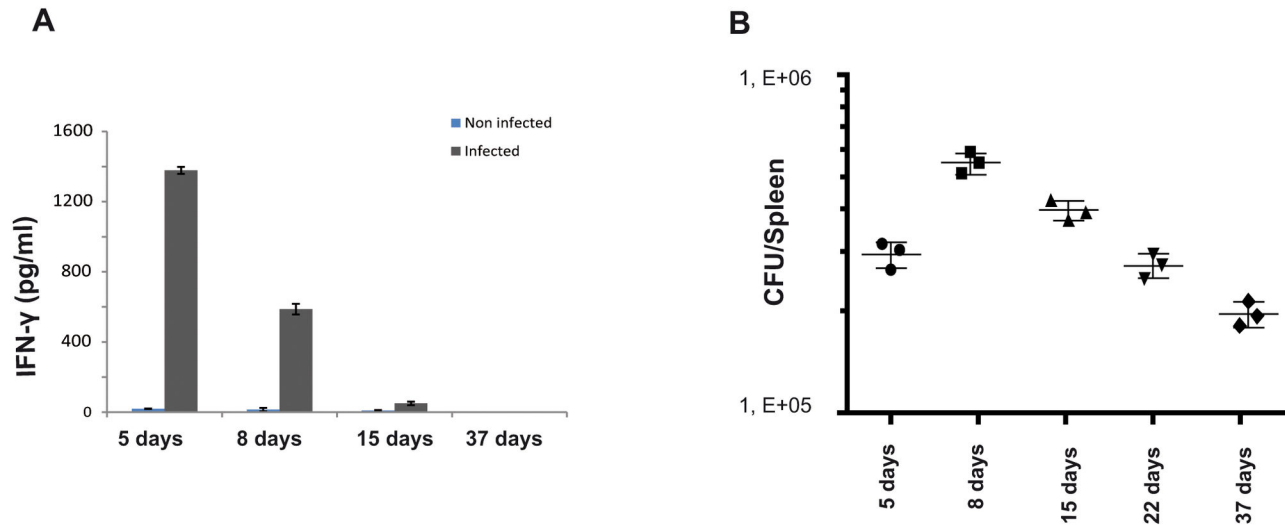 A
IFN-γ (pg/ml)
1600
1200
800
400
0
Non infected
Infected
5 days
8 days
15 days
37 days
B
CFU/Spleen
1, E+06
1, E+05
5 days
8 days
15 days
22 days
37 days